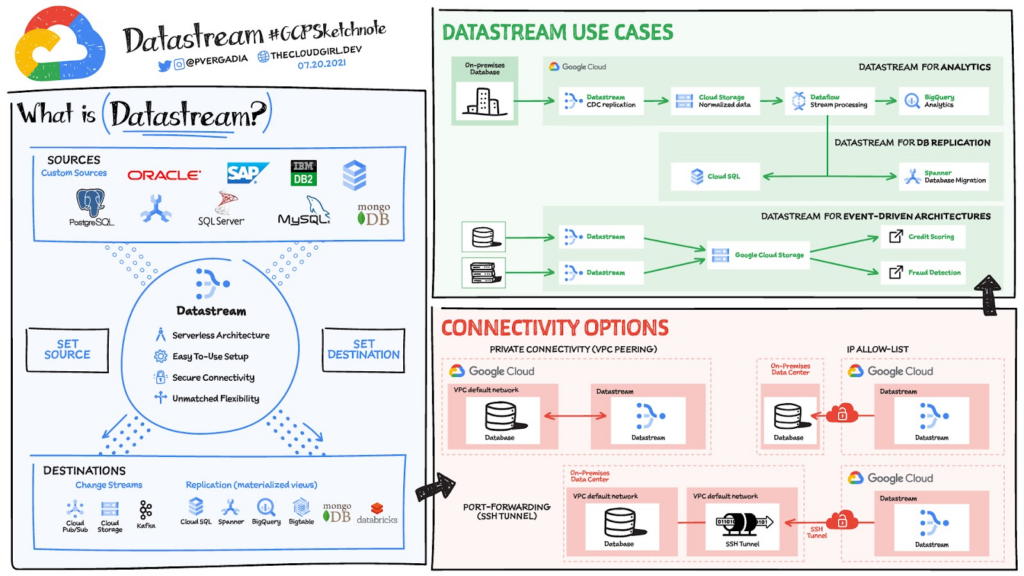 Datastream #GCPSketchnote
@PVERGADIA THECLOUDGIRL.DEV
07.20.2021
What is (Datastream?)
SOURCES
Custom Sources
ORACLE
SAP
IBM
DB2
PostgreSQL
SQL Server
MySQL
mongo
DB
Datastream
Serverless Architecture
Easy To-Use Setup
Secure Connectivity
Unmatched Flexibility
SET
SOURCE
SET
DESTINATION
DESTINATIONS
Change Streams
Replication (materialized views)
Cloud
Pub/Sub
Cloud
Storage
Kafka
Cloud SQL
Spanner
BigQuery
Bigtable
mongo
DB
databricks
DATASTREAM USE CASES
On-premises
Database
Google Cloud
DATASTREAM FOR ANALYTICS
Datastream
CDC replication
Cloud Storage
Normalized data
Dataflow
Stream processing
BigQuery
Analytics
DATASTREAM FOR DB REPLICATION
Cloud SQL
Spanner
Database Migration
DATASTREAM FOR EVENT-DRIVEN ARCHITECTURES
Datastream
Datastream
Google Cloud Storage
Credit Scoring
Fraud Detection
CONNECTIVITY OPTIONS
PRIVATE CONNECTIVITY (VPC PEERING)
Google Cloud
VPC default network
Database
Datastream
Datastream
IP ALLOW-LIST
On-Premises
Data Center
Database
Google Cloud
Datastream
Datastream
PORT-FORWARDING
(SSH TUNNEL)
On-Premises
Data Center
VPC default network
Database
VPC default network
SSH Tunnel
SSH
Tunnel
Google Cloud
Datastream
Datastream